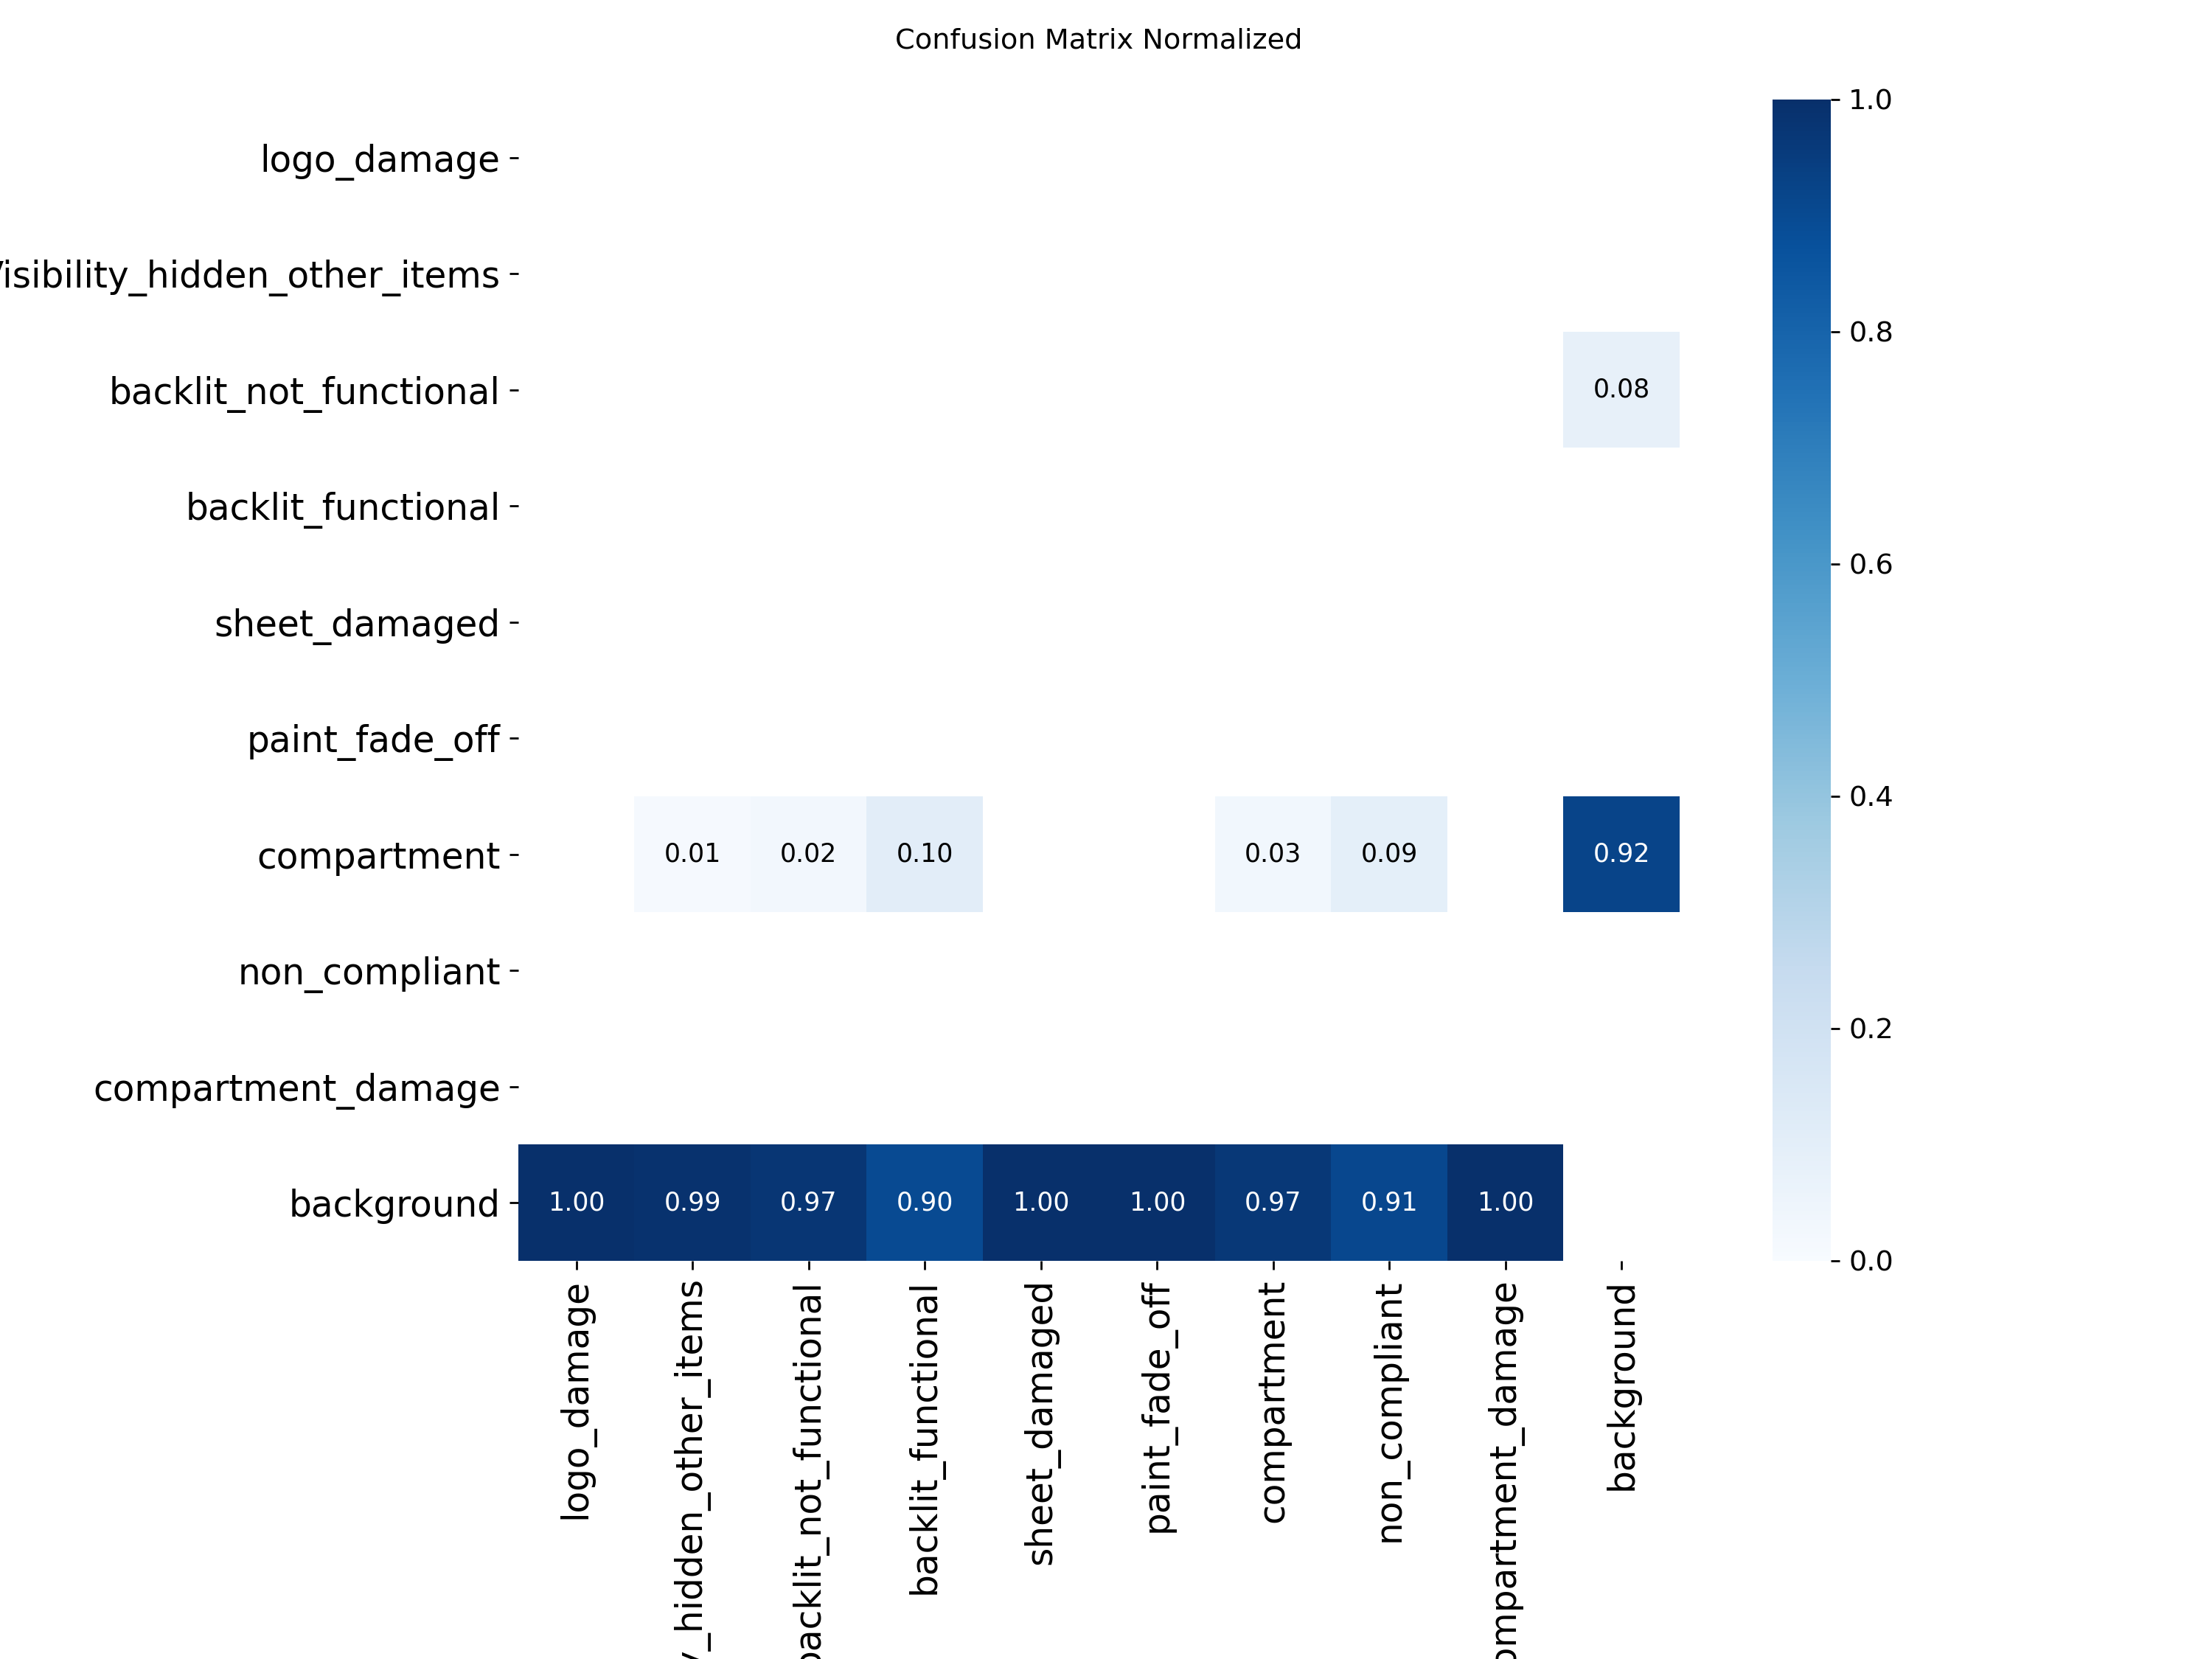 Confusion Matrix Normalized
1.0
logo_damage
isibility_hidden_other_items
0.8
backlit_not_functional
0.08
backlit_functional
0.6
sheet_damaged
paint_fade_off
0.4
compartment
0.01 0.02 0.10 0.03 0.09 0.92
non_compliant
0.2
compartment_damage
background
1.00 0.99 0.97 0.90 1.00 1.00 0.97 0.91 1.00
0.0
logo_damage
y_hidden_other_items
backlit_not_functional
backlit_functional
sheet_damaged
paint_fade_off
compartment
non_compliant
ompartment_damage
background